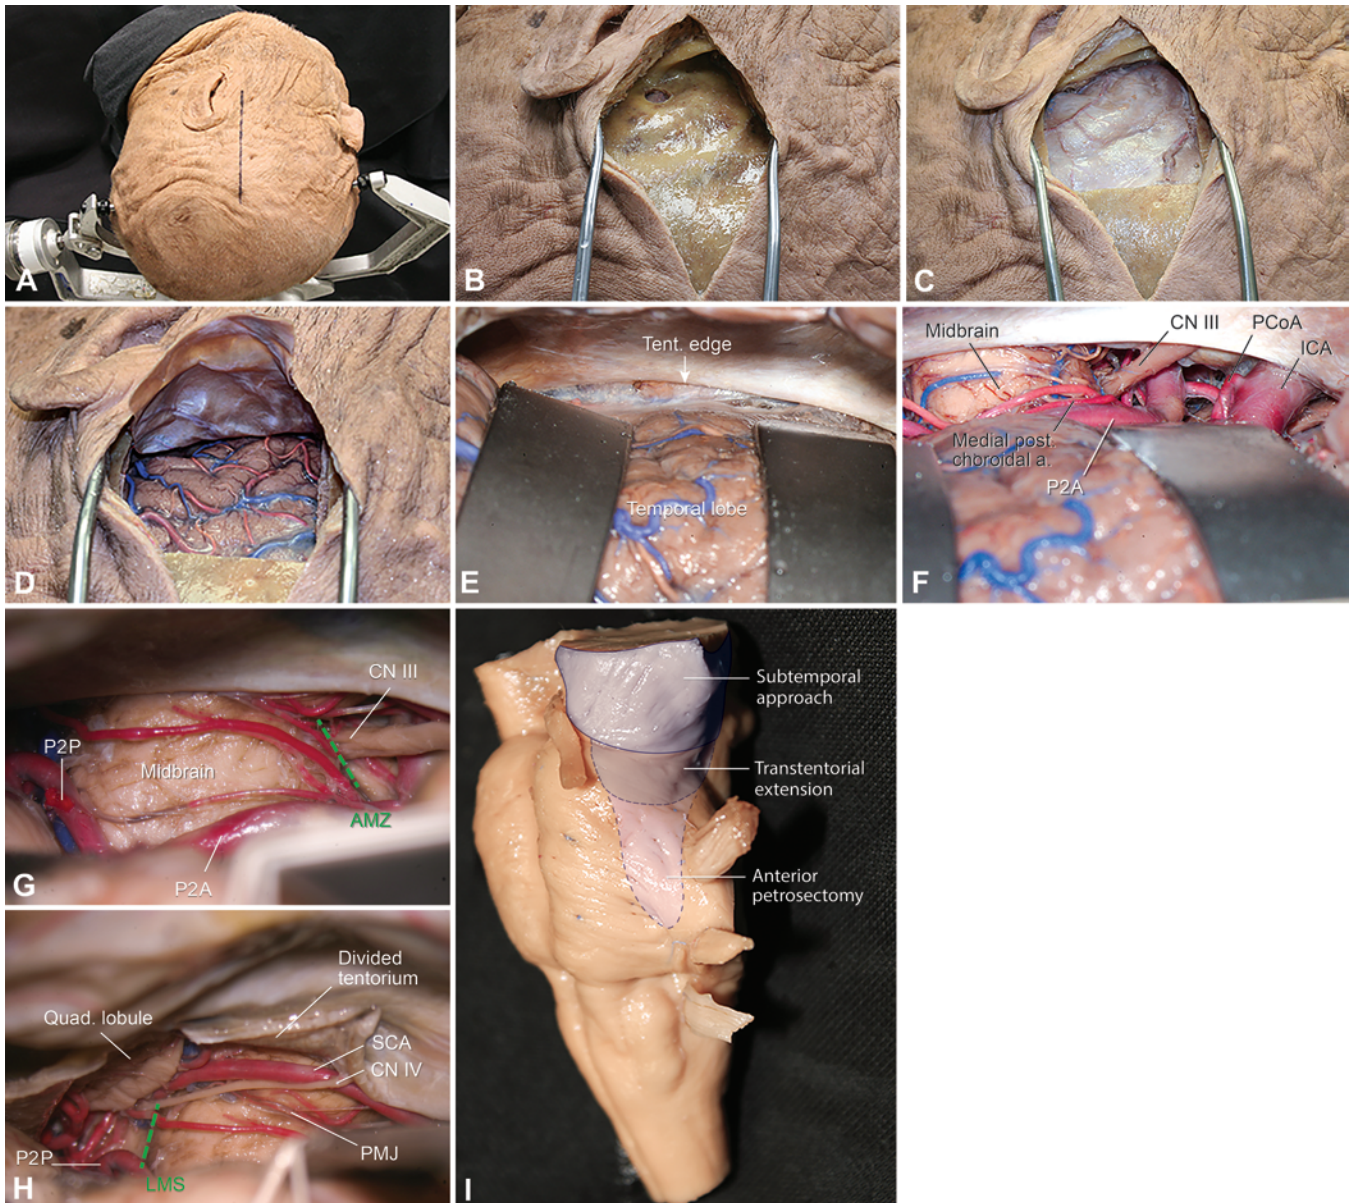 A
B
C
D
Tent. edge
Temporal lobe
E
Midbrain
CN III
PCoA
ICA
Medial post.
choroidal a.
P2A
F
CN III
P2P
Midbrain
AMZ
P2A
G
Divided
tentorium
Quad. lobule
SCA
CN IV
PMJ
P2P
LMS
H
Subtemporal
approach
Transtentorial
extension
Anterior
petrosectomy
I